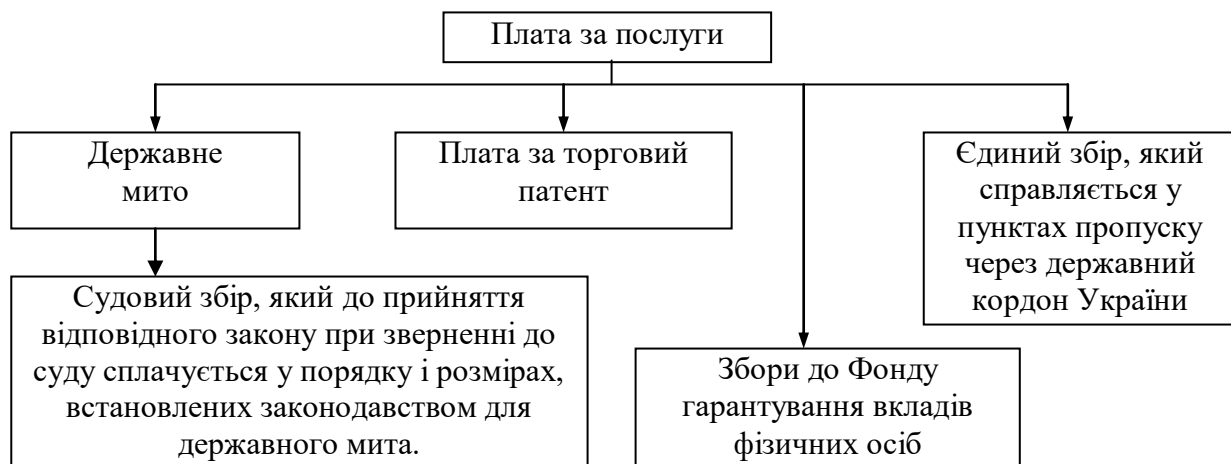 Плата за послуги
Державне
мито
Плата за торговий
патент
Єдиний збір, який
справляється у
пунктах пропуску
через державний
кордон України
Судовий збір, який до прийняття
відповідного закону при зверненні до
суду сплачується у порядку і розмірах,
встановлених законодавством для
державного мита.
Збори до Фонду
гарантування вкладів
фізичних осіб